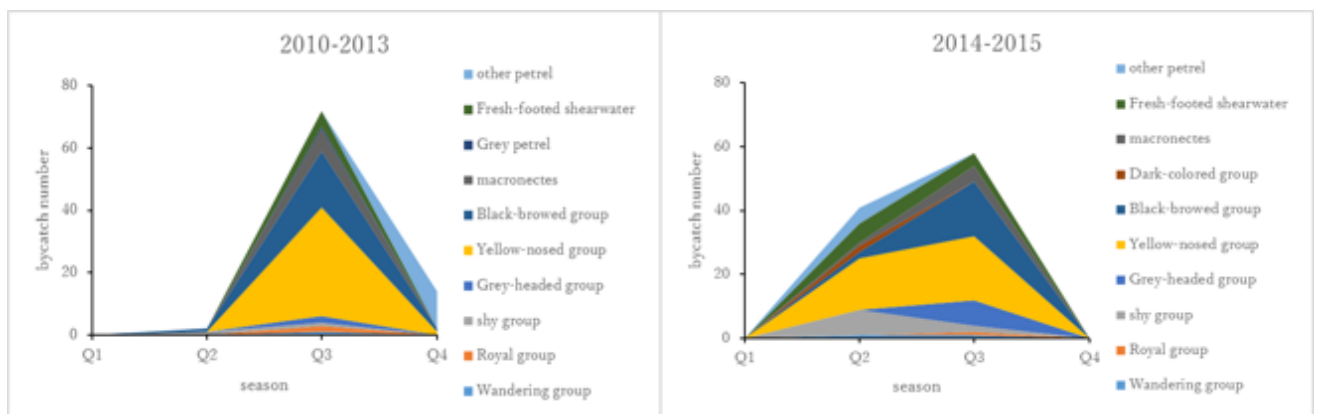 2010-2013
80
60
40
20
0
bycatch number
Q1 Q2 Q3 Q4
season
other petrel
Fresh-footed shearwater
Grey petrel
macronectes
Black-browed group
Yellow-nosed group
Grey-headed group
shy group
Royal group
Wandering group
2014-2015
80
60
40
20
0
bycatch number
Q1 Q2 Q3 Q4
season
other petrel
Fresh-footed shearwater
macronectes
Dark-colored group
Black-browed group
Yellow-nosed group
Grey-headed group
shy group
Royal group
Wandering group